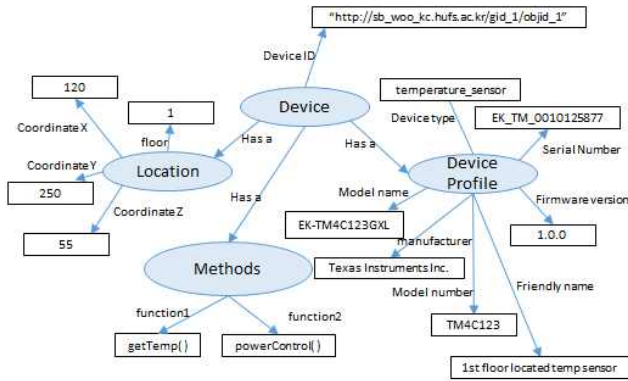 "http://sb_woo_kc.hufs.ac.kr/gid_1/objid_1"
Device ID
120
1
Device
temperature_sensor
EK_TM_0010125877
Coordinate X
floor
Has a
Device type
Has a
Serial Number
Coordinate Y
Location
Device
Profile
250
Has a
Model name
Firmware version
Coordinate Z
55
EK-TM4C123GXL
1.0.0
manufacturer
Methods
Texas Instruments Inc.
Model number
Friendly name
function1
function2
TM4C123
getTemp( )
powerControl( )
1st floor located temp sensor